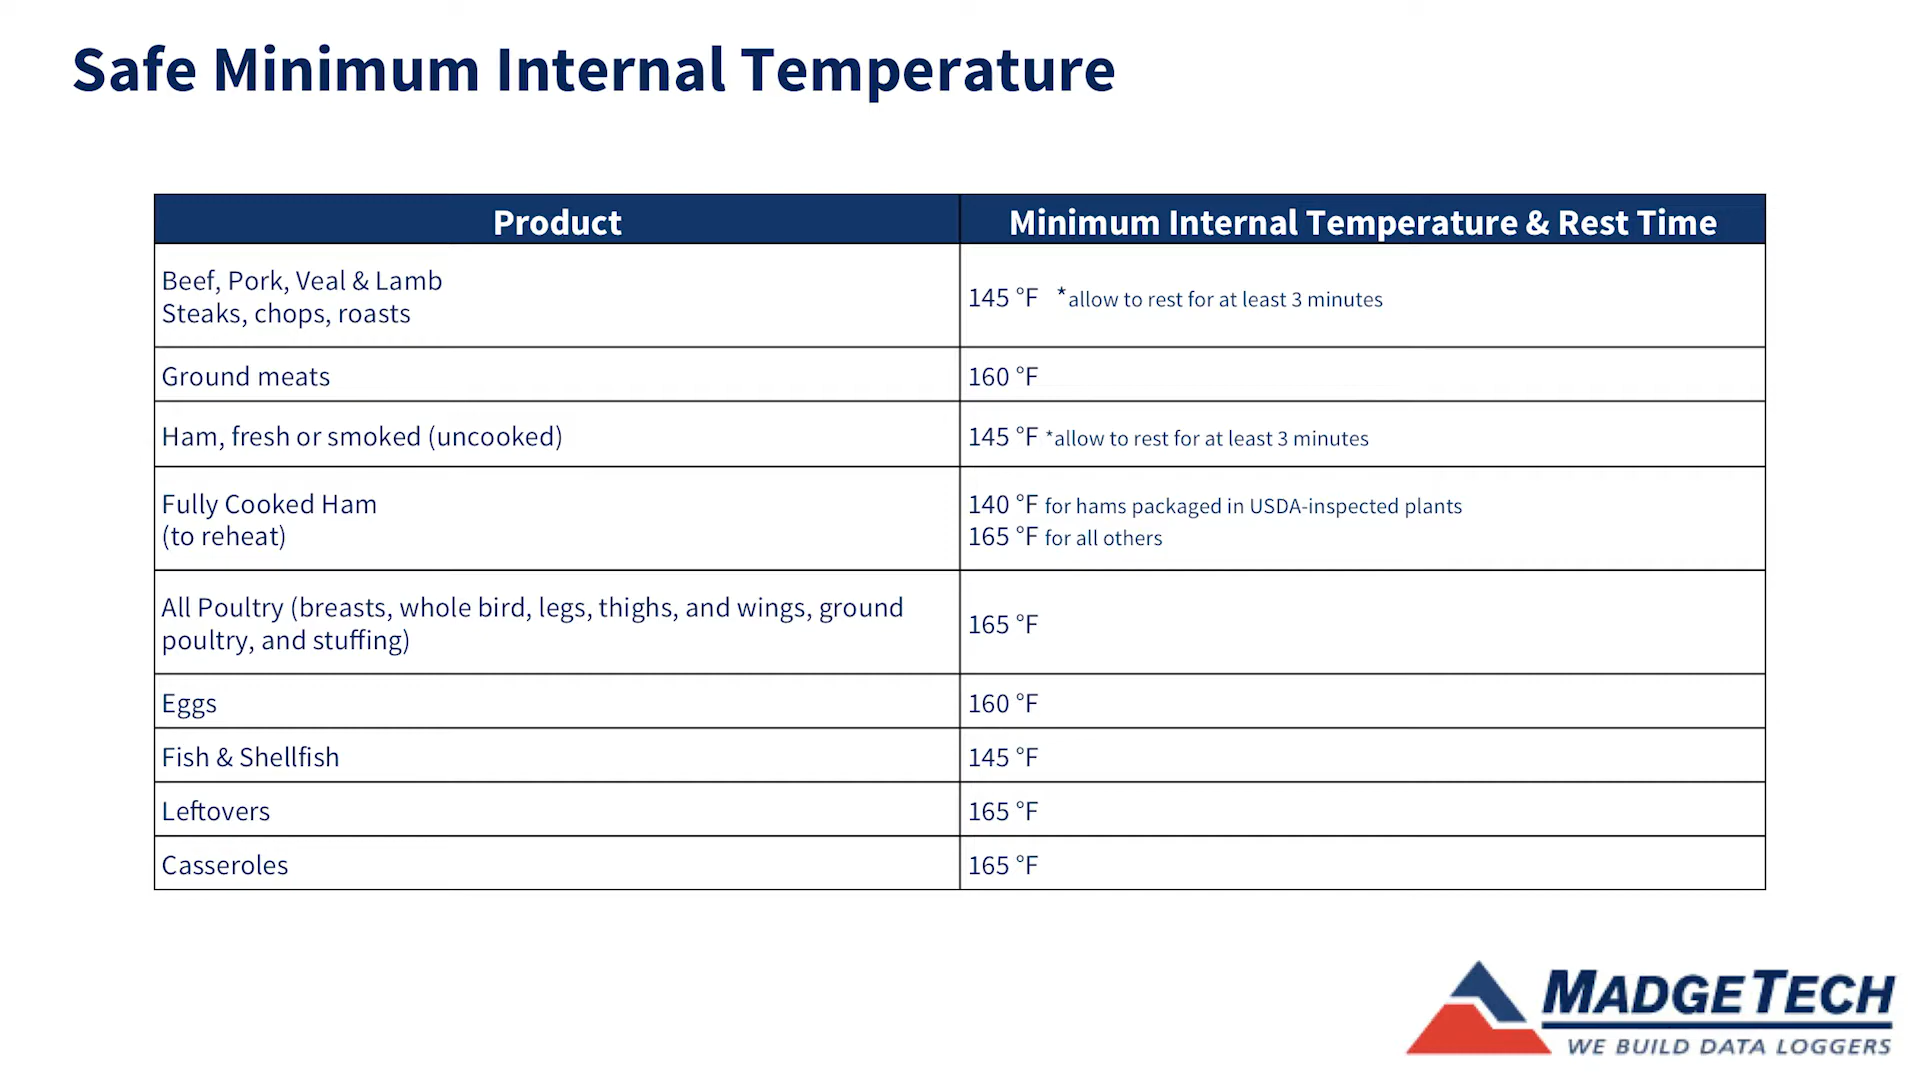 Safe Minimum Internal Temperature
Product
Minimum Internal Temperature & Rest Time
Beef, Pork, Veal & Lamb
Steaks, chops, roasts
145 °F *allow to rest for at least 3 minutes
Ground meats
160 °F
Ham, fresh or smoked (uncooked)
145 °F *allow to rest for at least 3 minutes
Fully Cooked Ham
(to reheat)
140 °F for hams packaged in USDA-inspected plants
165 °F for all others
All Poultry (breasts, whole bird, legs, thighs, and wings, ground
poultry, and stuffing)
165 °F
Eggs
160 °F
Fish & Shellfish
145 °F
Leftovers
165 °F
Casseroles
165 °F
MADGETECH
WE BUILD DATA LOGGERS